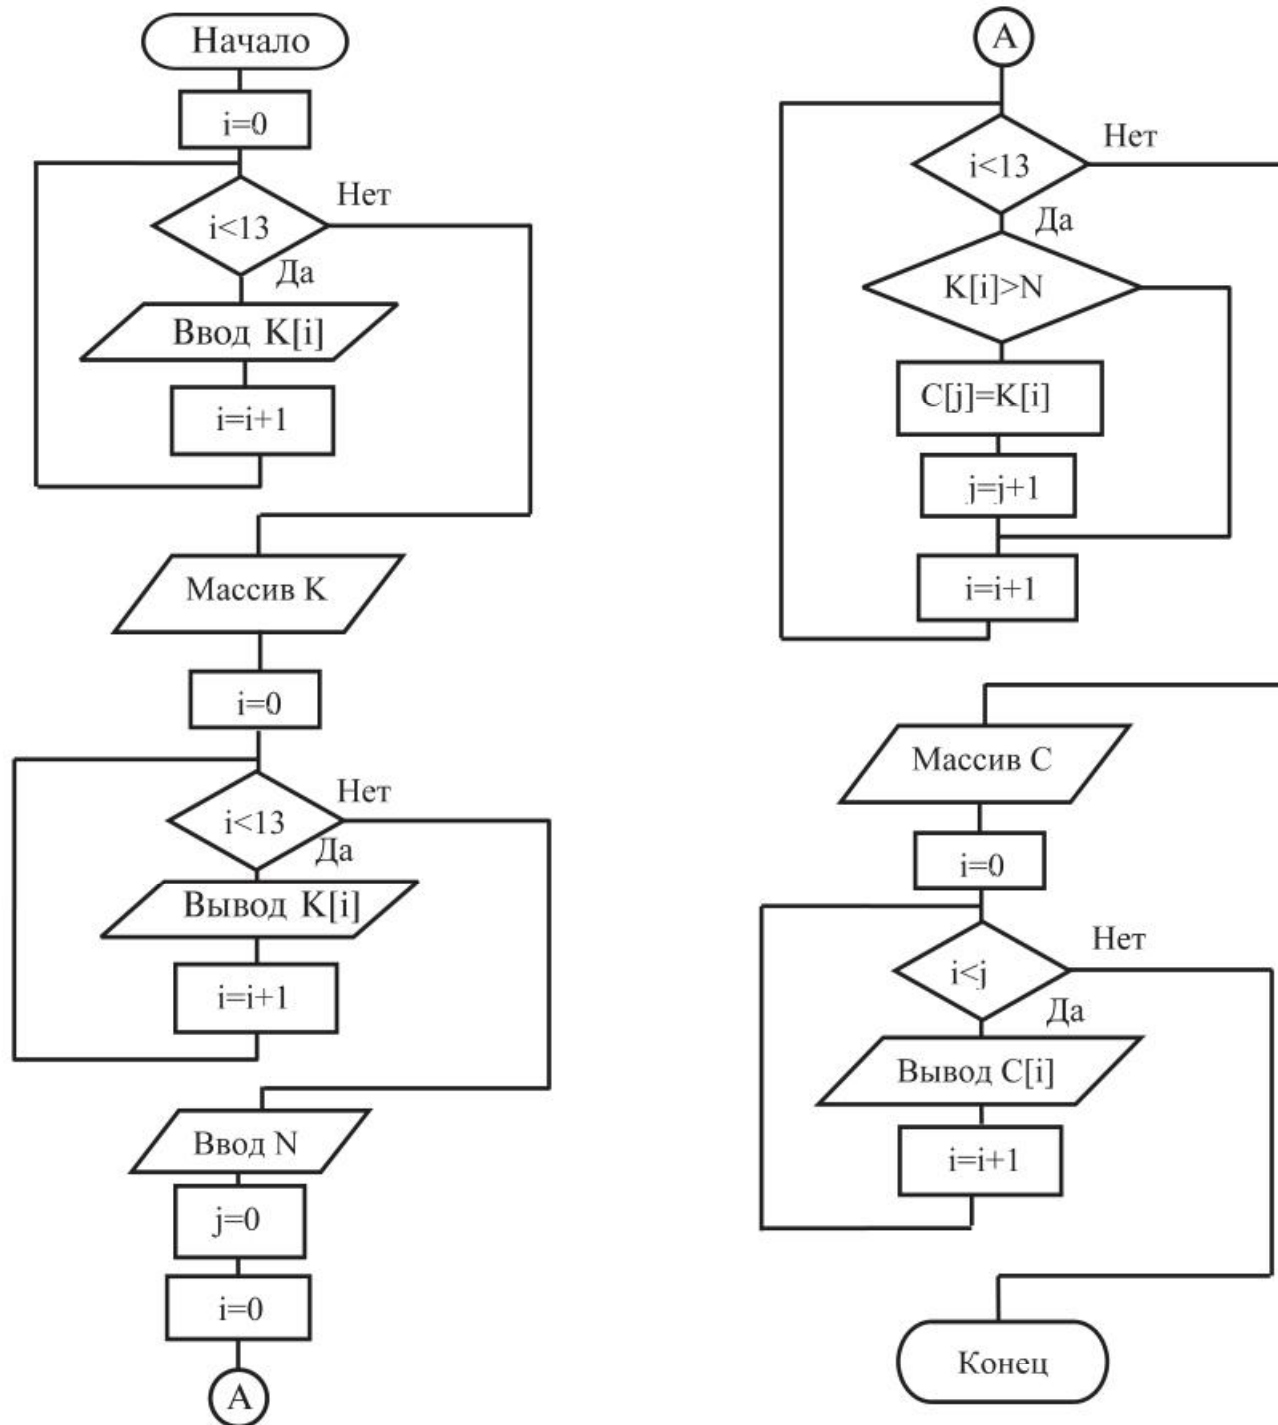 Начало
i=0
i<13
Нет
Да
Ввод K[i]
i=i+1
Массив K
i=0
i<13
Нет
Да
Вывод K[i]
i=i+1
Ввод N
j=0
i=0
A
A
i<13
Нет
Да
K[i]>N
C[j]=K[i]
j=j+1
i=i+1
Массив C
i=0
i<j
Нет
Да
Вывод C[i]
i=i+1
Конец